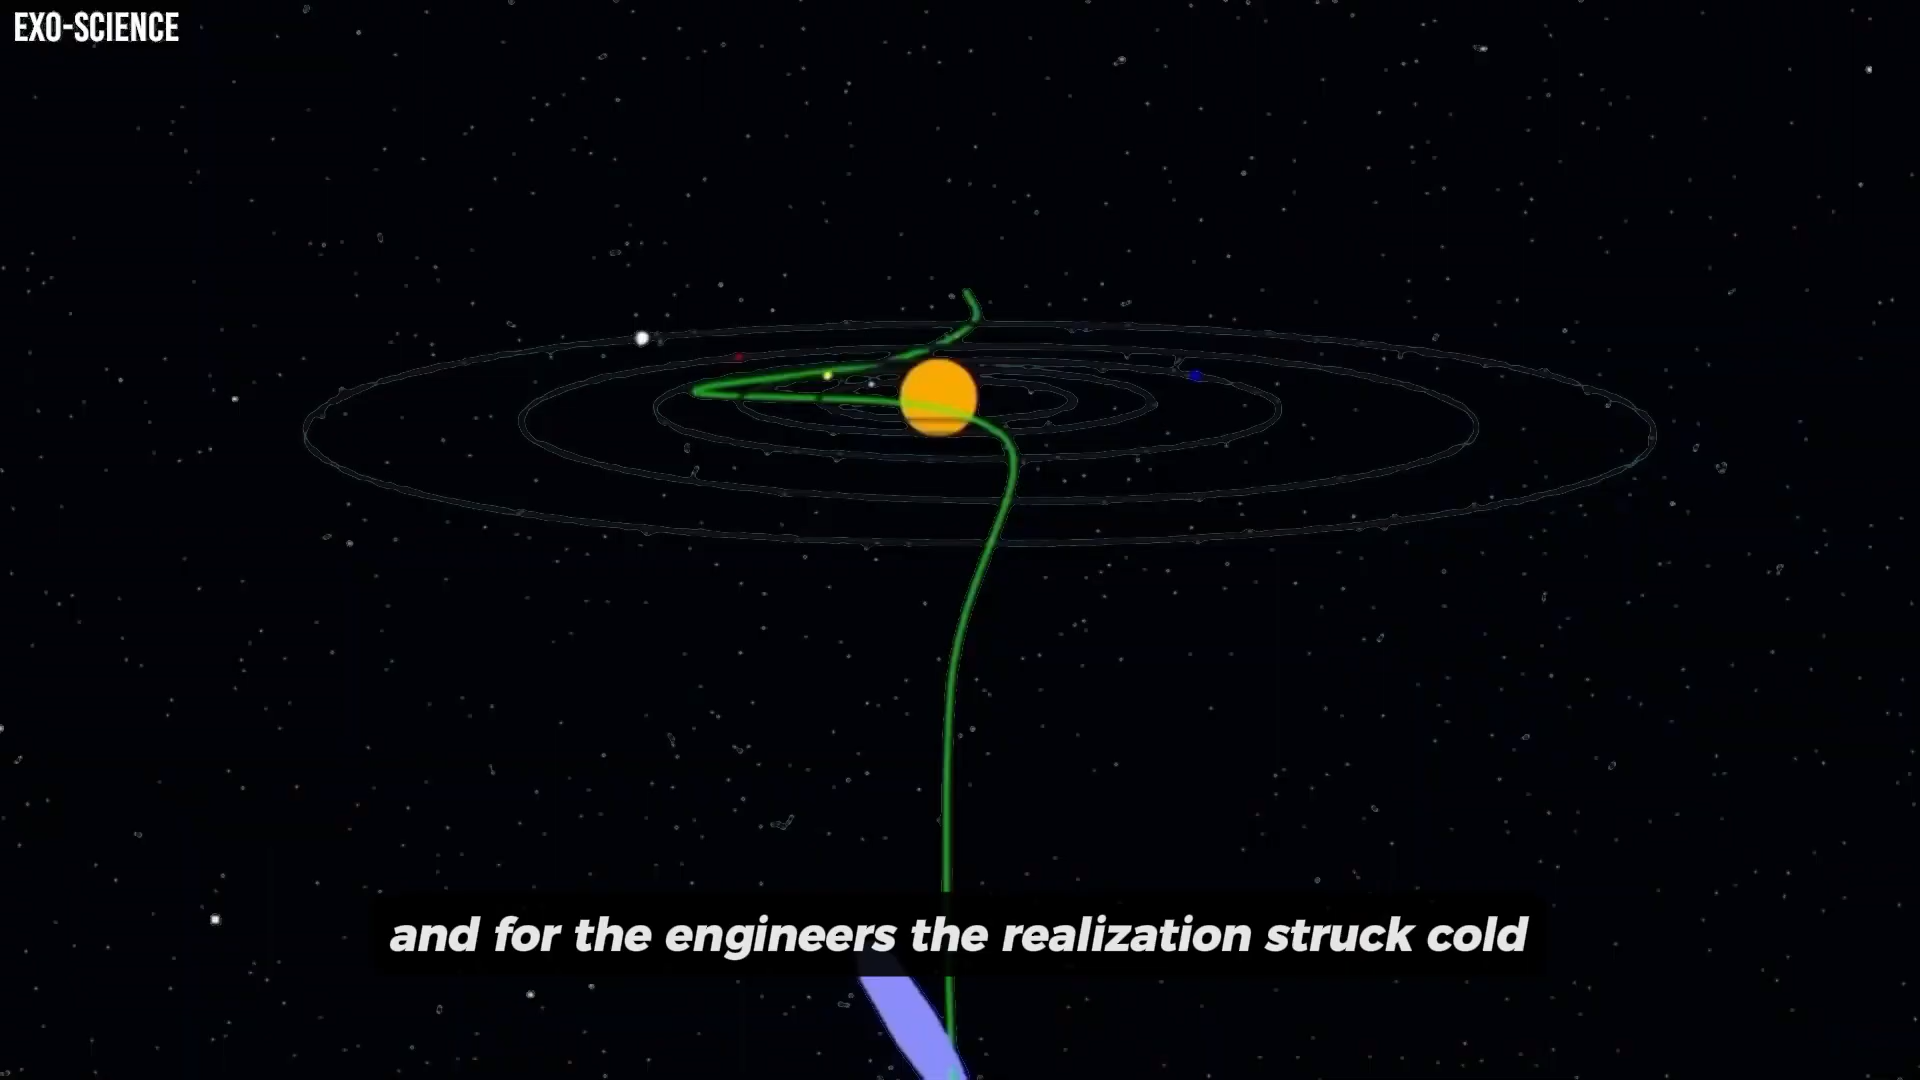 EXO-SCIENCE
and for the engineers the realization struck cold